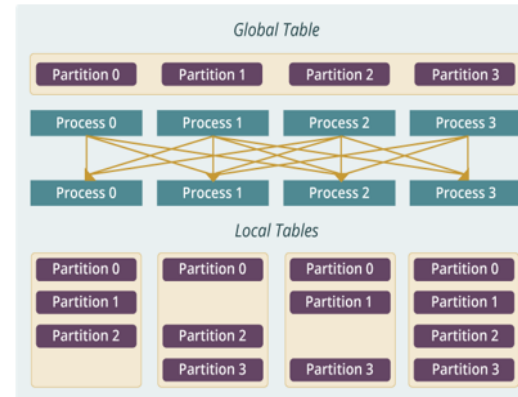 Global Table
Partition 0 Partition 1 Partition 2 Partition 3
Process 0 Process 1 Process 2 Process 3
Process 0 Process 1 Process 2 Process 3
Local Tables
Partition 0 Partition 0 Partition 0 Partition 0
Partition 1 Partition 1 Partition 1
Partition 2 Partition 2 Partition 2
Partition 3 Partition 3 Partition 3